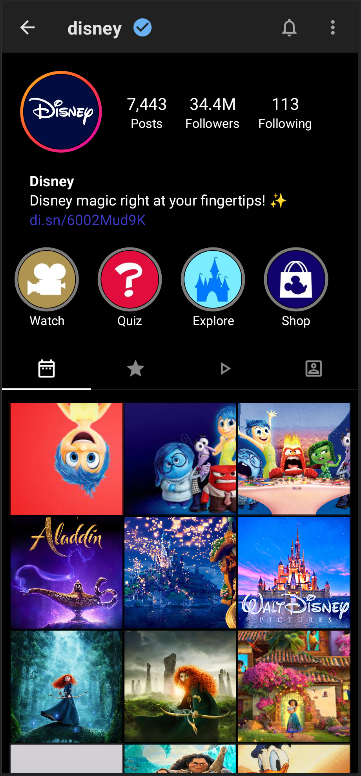 disney
Disney
7,443 34.4M 113
Posts Followers Following
Disney
Disney magic right at your fingertips! ✨
di.sn/6002Mud9K
?
Watch Quiz Explore Shop
Aladdin
WALT DISNEY
PICTURES